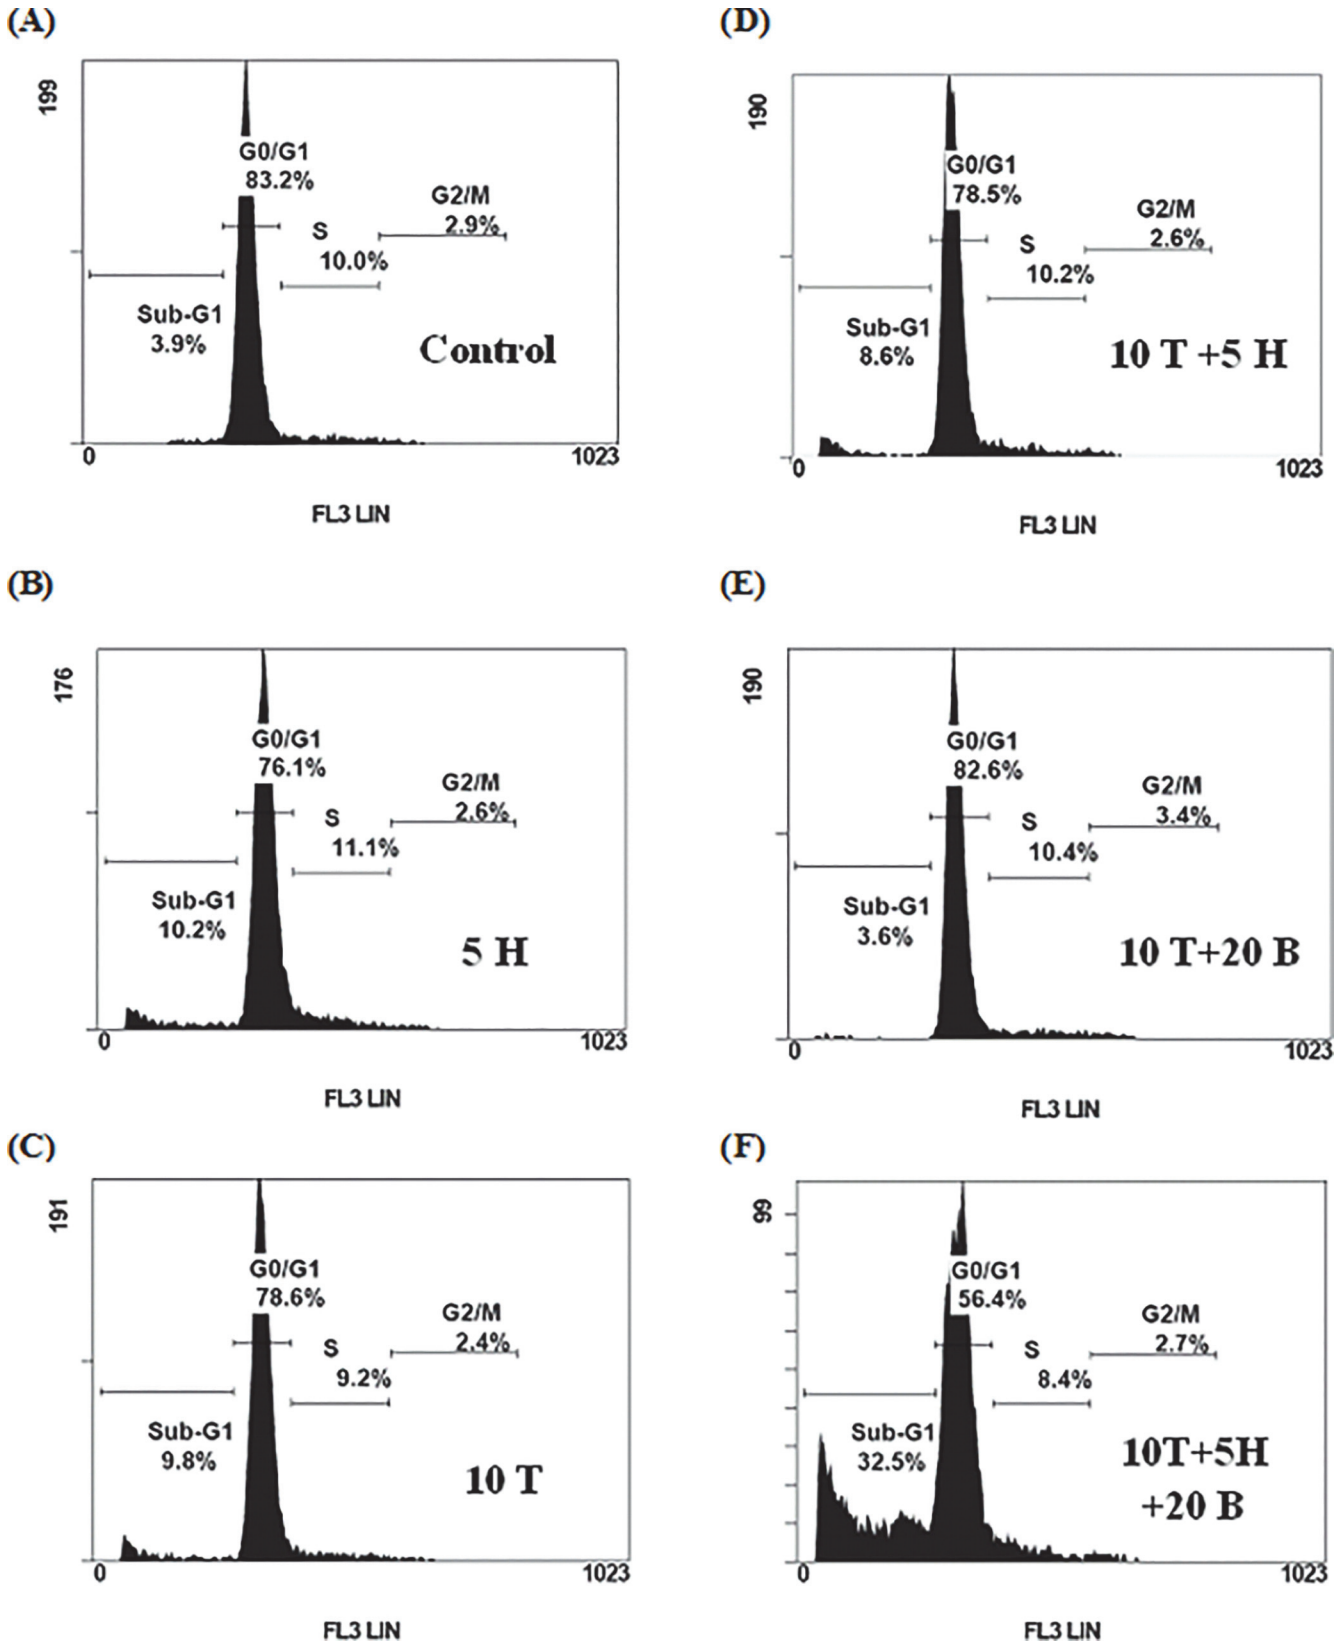 (A)
199
G0/G1
83.2%
S
10.0%
G2/M
2.9%
Sub-G1
3.9%
Control
0
1023
FL3 LIN
(D)
190
G0/G1
78.5%
S
10.2%
G2/M
2.6%
Sub-G1
8.6%
10 T +5 H
0
1023
FL3 LIN
(B)
176
G0/G1
76.1%
S
11.1%
G2/M
2.6%
Sub-G1
10.2%
5 H
0
1023
FL3 LIN
(E)
190
G0/G1
82.6%
S
10.4%
G2/M
3.4%
Sub-G1
3.6%
10 T+20 B
0
1023
FL3 LIN
(C)
191
G0/G1
78.6%
S
9.2%
G2/M
2.4%
Sub-G1
9.8%
10 T
0
1023
FL3 LIN
(F)
99
G0/G1
56.4%
S
8.4%
G2/M
2.7%
Sub-G1
32.5%
10T+5H
+20 B
0
1023
FL3 LIN